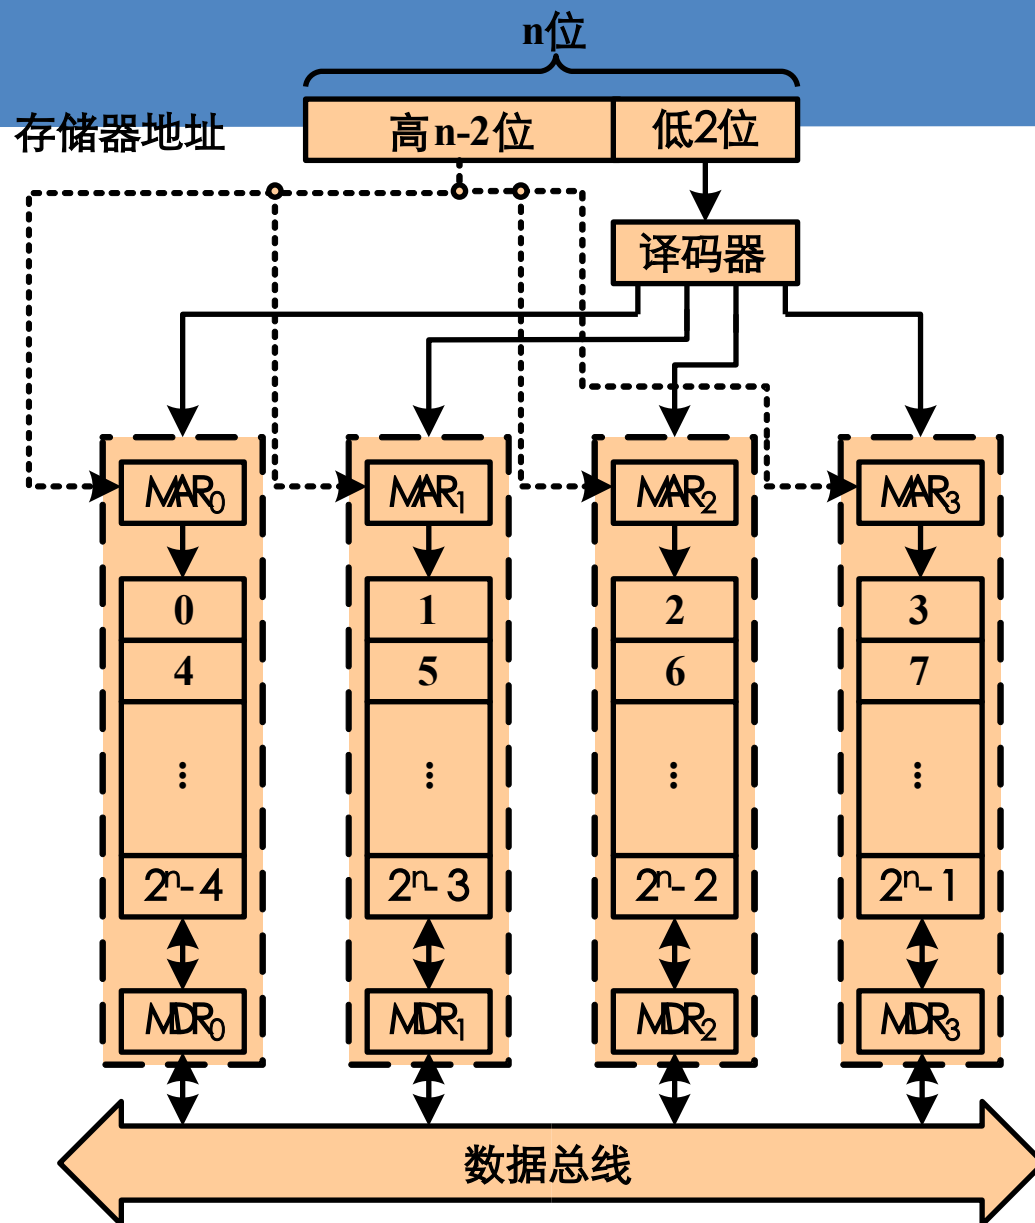 n位
存储器地址 高n-2位 低2位
译码器
MAR₀ MAR₁ MAR₂ MAR₃
0 1 2 3
4 5 6 7
⋮ ⋮ ⋮ ⋮
2ⁿ-4 2ⁿ-3 2ⁿ-2 2ⁿ-1
MDR₀ MDR₁ MDR₂ MDR₃
数据总线